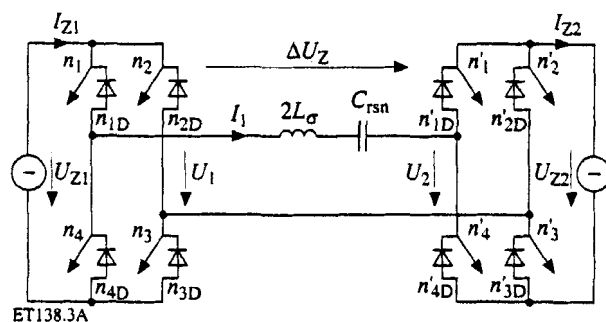 I_Z1
n_1
n_2
ΔU_Z
n'_1
n'_2
I_Z2
n_1D
n_2D
I_1
2L_σ
C_rsn
n'_1D
n'_2D
U_Z1
U_1
U_2
U_Z2
n_4
n_3
n'_4
n'_3
n_4D
n_3D
n'_4D
n'_3D
ET138.3A